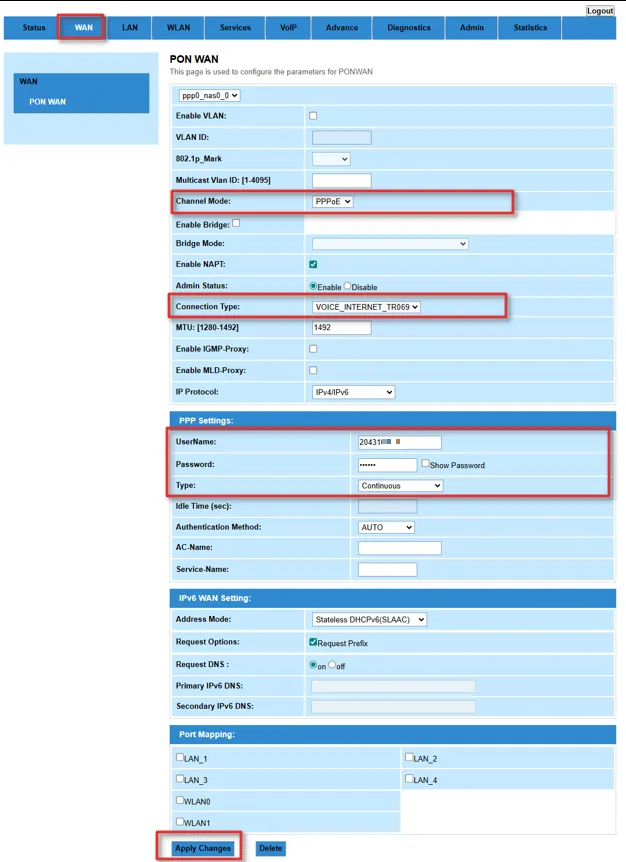 Logout
Status WAN LAN WLAN Services VoIP Advance Diagnostics Admin Statistics
WAN
PON WAN
PON WAN
This page is used to configure the parameters for PONWAN
ppp0_nas0_0
Enable VLAN:
VLAN ID:
802.1p_Mark
Multicast Vlan ID: [1-4095]
Channel Mode: PPPoE
Enable Bridge:
Bridge Mode:
Enable NAPT:
Admin Status: Enable Disable
Connection Type: VOICE_INTERNET_TR069
MTU: [1280-1492] 1492
Enable IGMP-Proxy:
Enable MLD-Proxy:
IP Protocol: IPv4/IPv6
PPP Settings:
UserName: 20431
Password: •••••• Show Password
Type: Continuous
Idle Time (sec):
Authentication Method: AUTO
AC-Name:
Service-Name:
IPv6 WAN Setting:
Address Mode: Stateless DHCPv6(SLAAC)
Request Options: Request Prefix
Request DNS : on off
Primary IPv6 DNS:
Secondary IPv6 DNS:
Port Mapping:
LAN_1 LAN_2
LAN_3 LAN_4
WLAN0
WLAN1
Apply Changes Delete